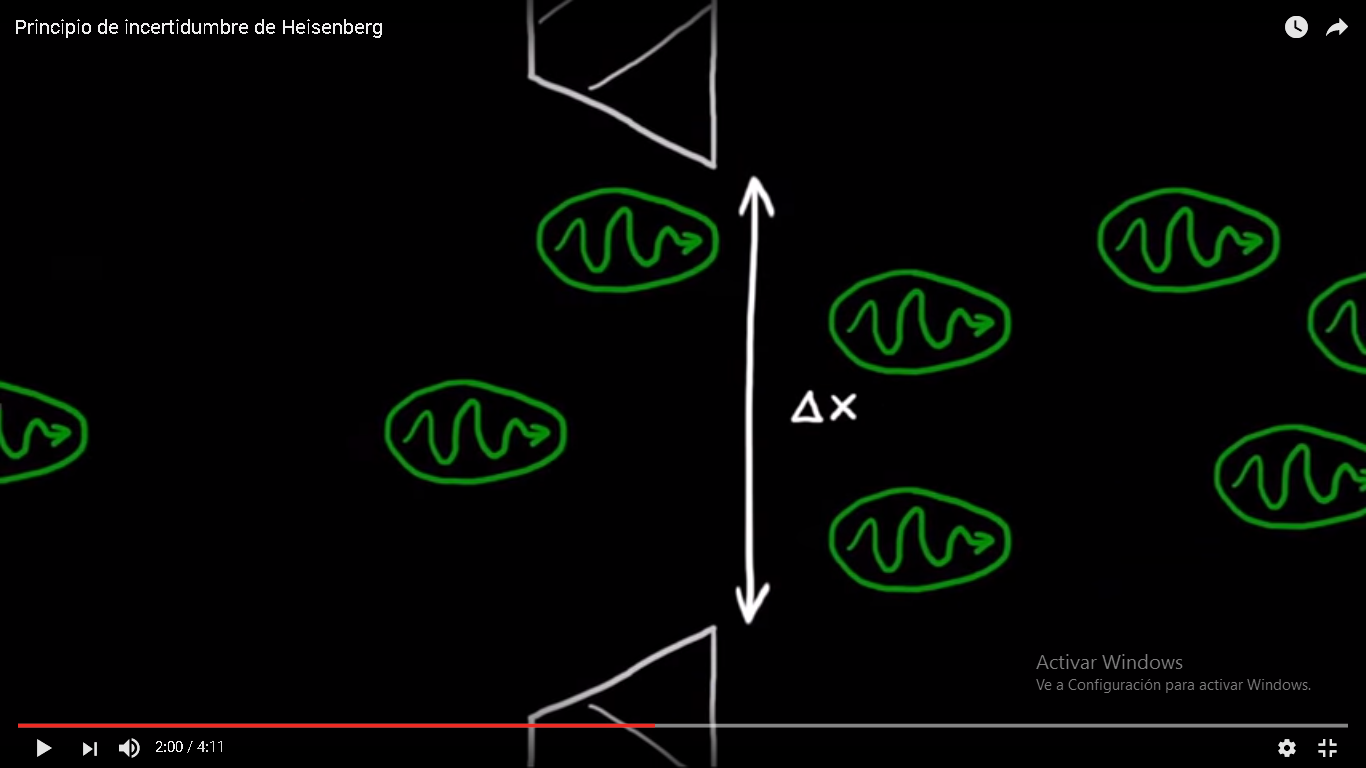 Principio de incertidumbre de Heisenberg
Δx
Activar Windows
Ve a Configuración para activar Windows.
2:00 / 4:11